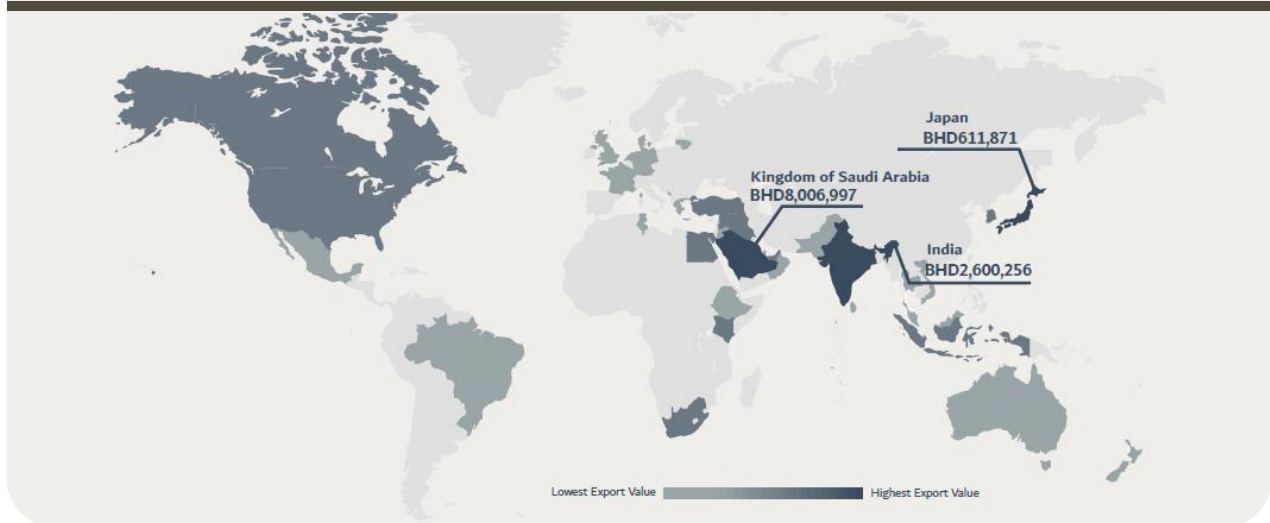 Japan
BHD611,871
Kingdom of Saudi Arabia
BHD8,006,997
India
BHD2,600,256
Lowest Export Value
Highest Export Value